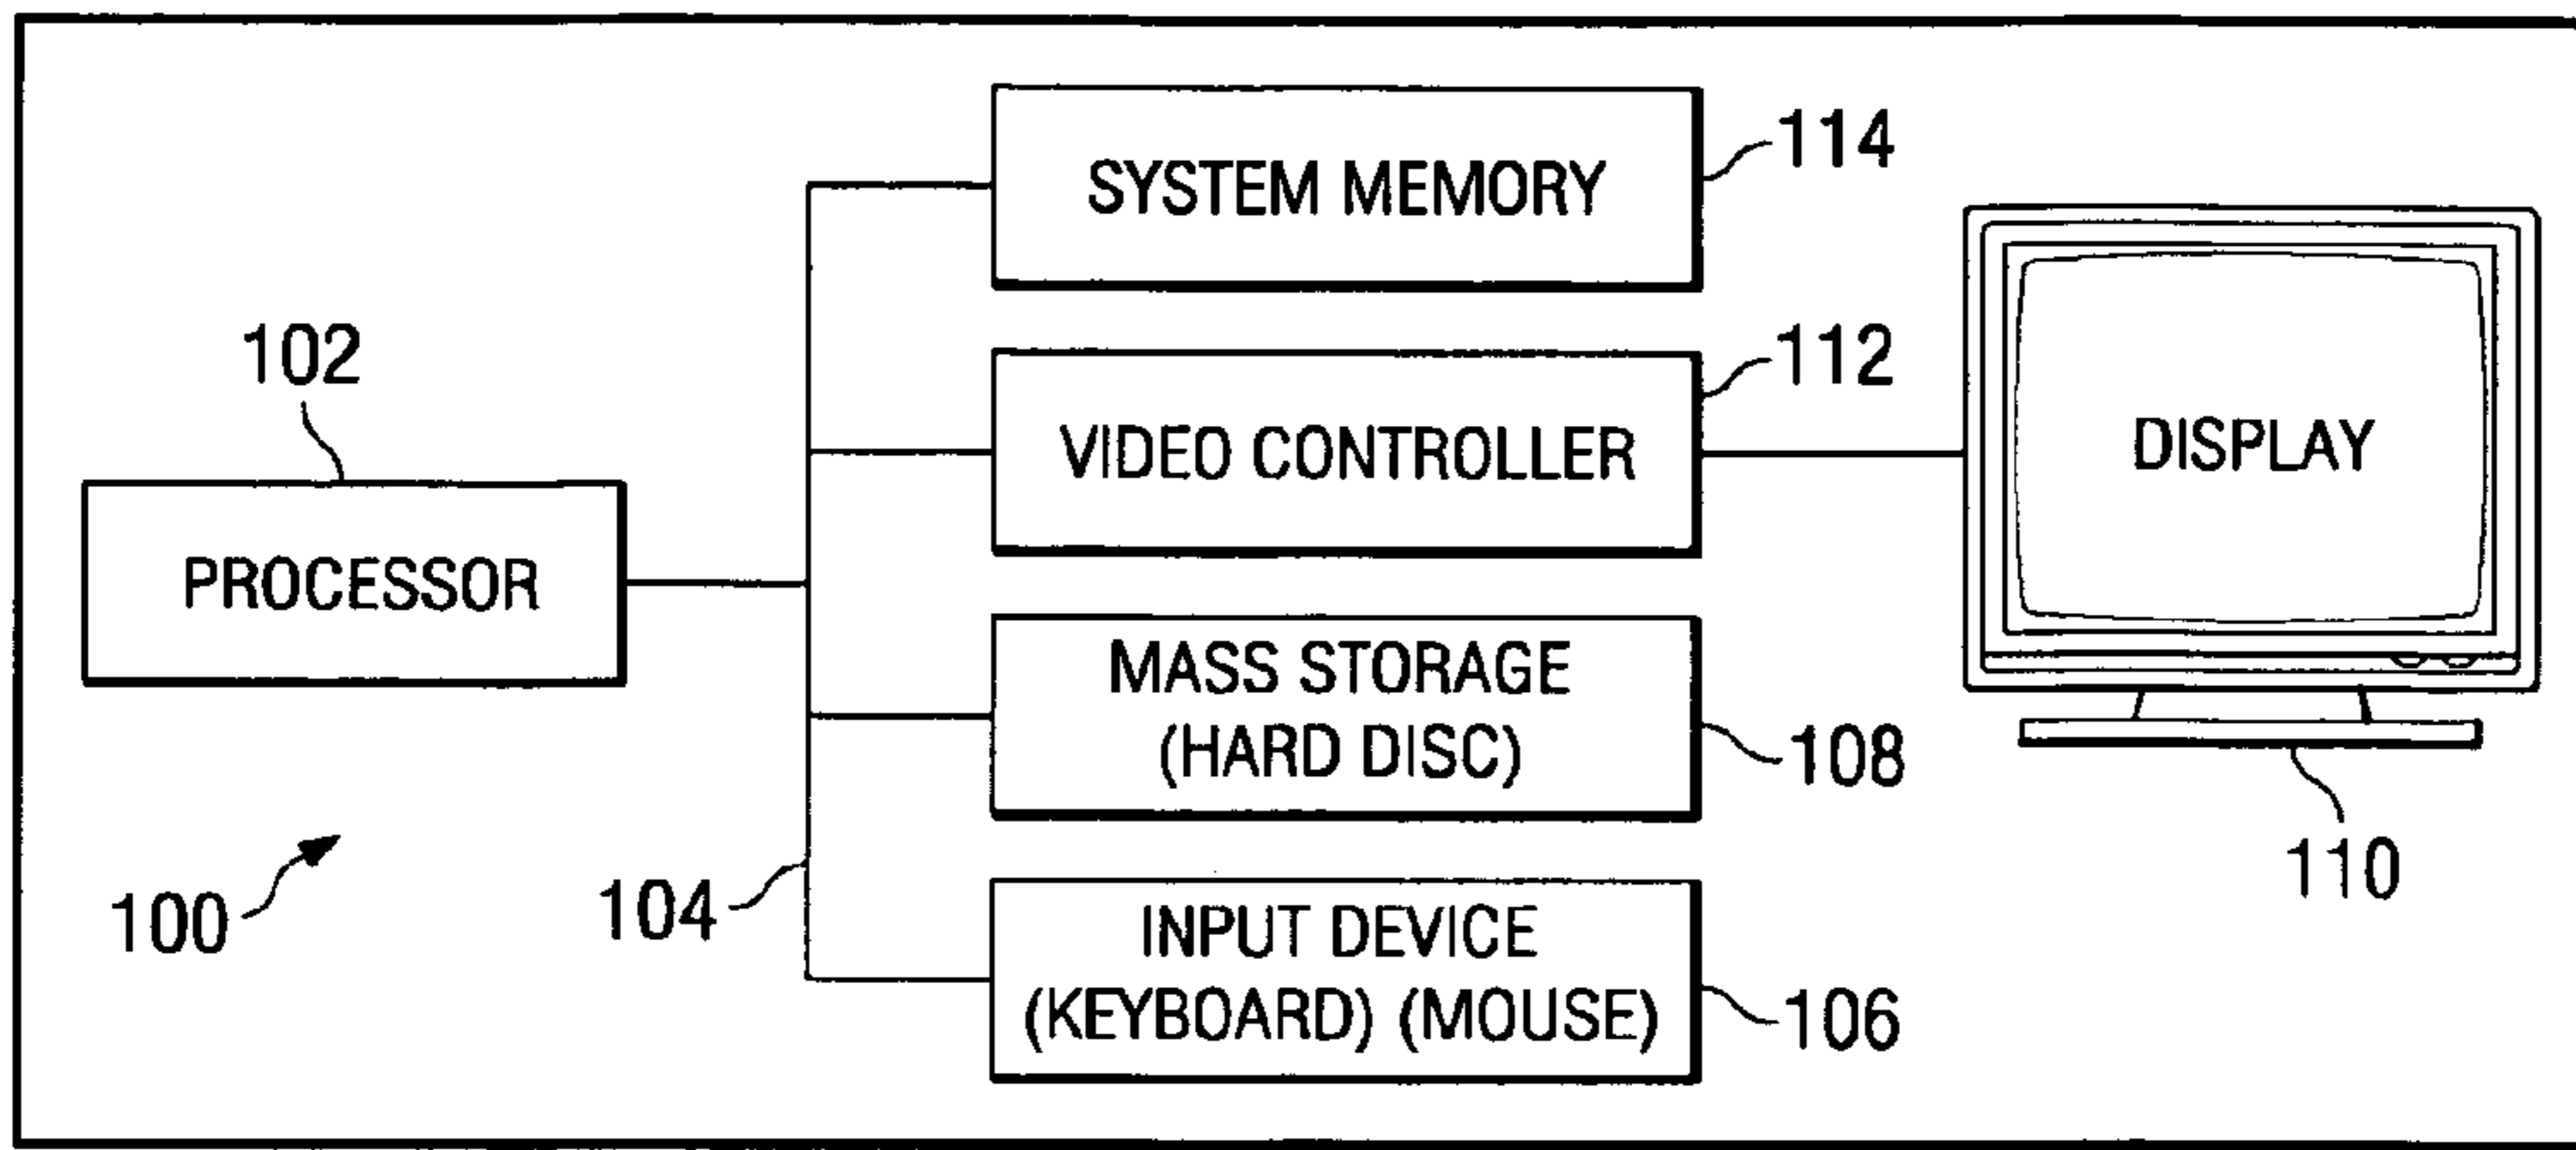 114
SYSTEM MEMORY
102
112
VIDEO CONTROLLER
DISPLAY
PROCESSOR
MASS STORAGE
(HARD DISC)
108
110
100
104
INPUT DEVICE
(KEYBOARD) (MOUSE)
106